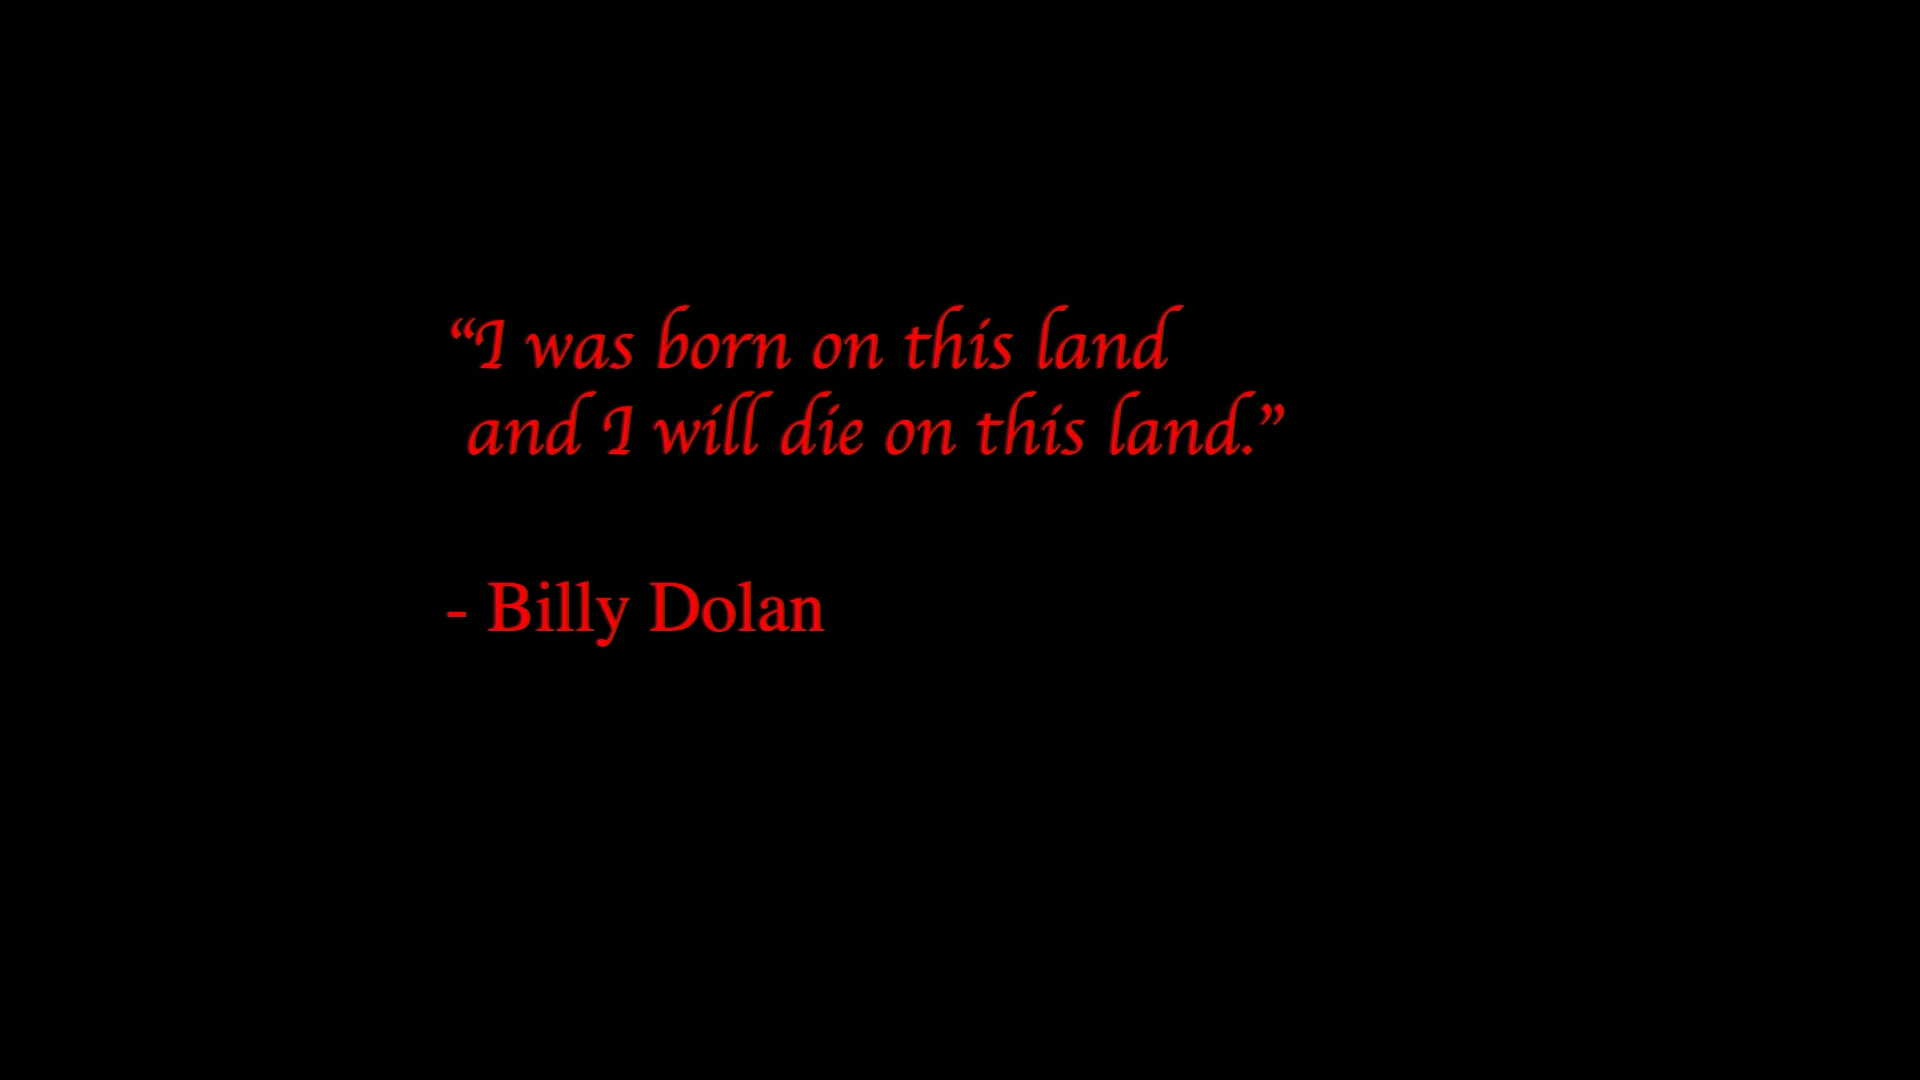 “I was born on this land
and I will die on this land.”
- Billy Dolan